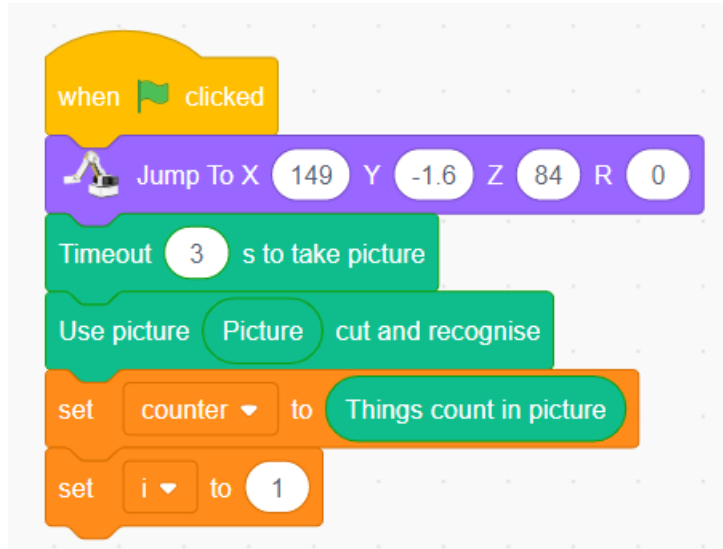 when clicked
Jump To X 149 Y -1.6 Z 84 R 0
Timeout 3 s to take picture
Use picture Picture cut and recognise
set counter to Things count in picture
set i to 1